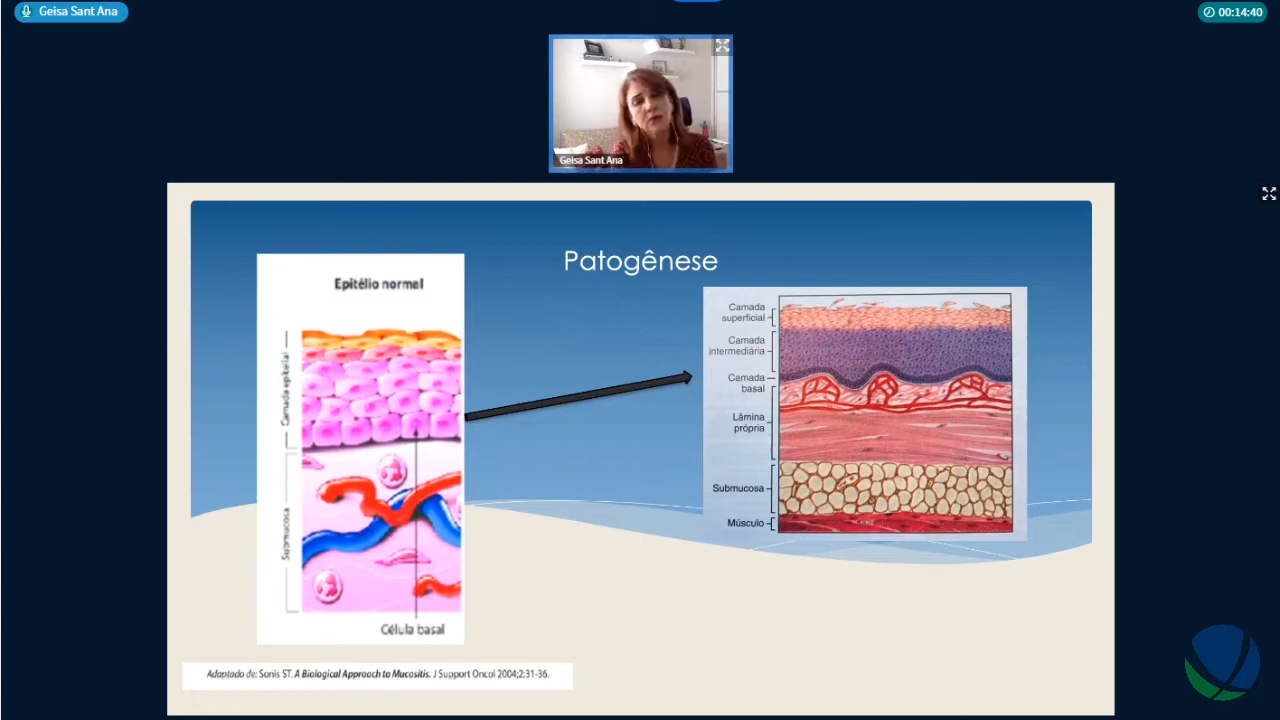 Geisa Sant Ana
00:14:40
Geisa Sant Ana
Patogênese
Epitélio normal
Camada epitelial
Submucosa
Célula basal
Camada
superficial
Camada
intermediária
Camada
basal
Lâmina
própria
Submucosa
Músculo
Adaptado de: Sonis ST. A Biological Approach to Mucositis. J Support Oncol 2004;2:31-36.